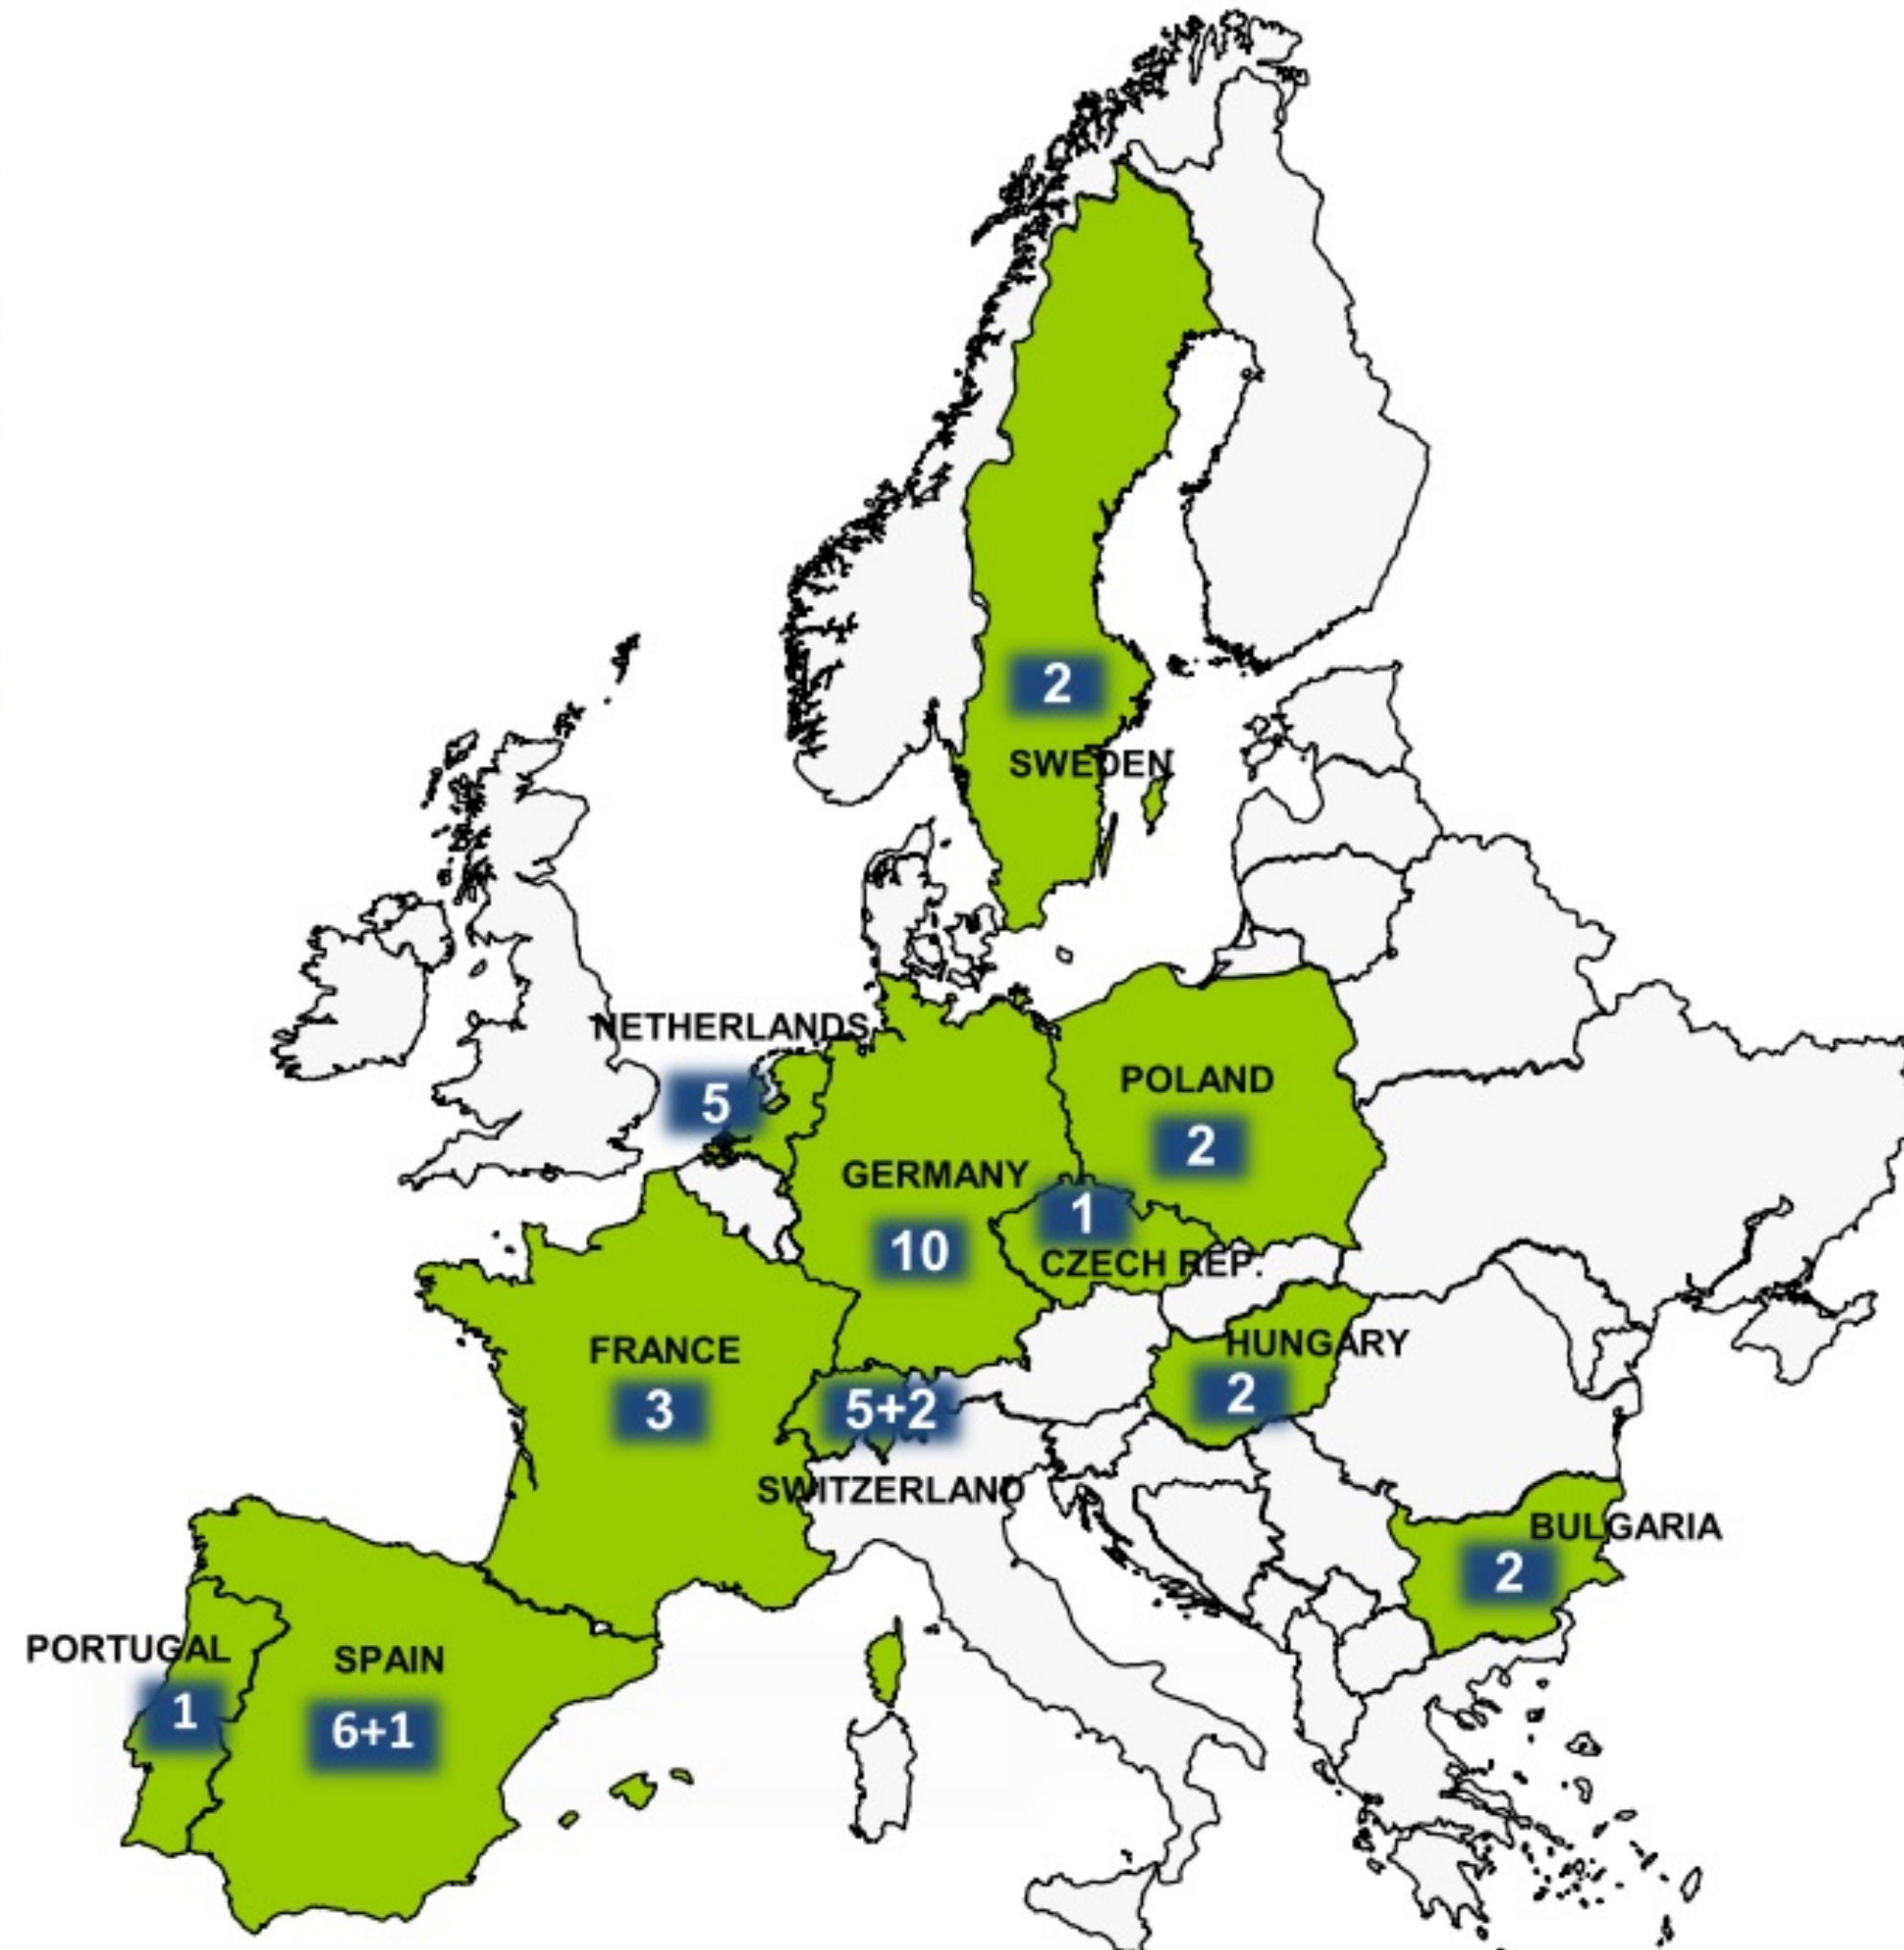 2
SWEDEN
NETHERLANDS
5
POLAND
2
GERMANY
10
1
CZECH REP.
FRANCE
3
HUNGARY
2
5+2
SWITZERLAND
BULGARIA
2
PORTUGAL
1
SPAIN
6+1